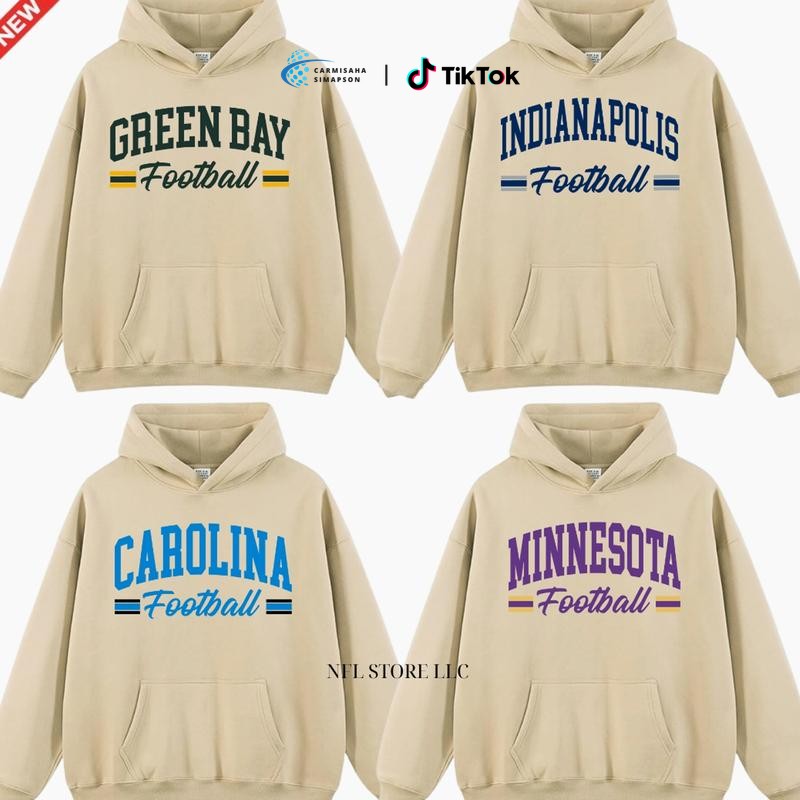 NEW
CARMISAHA
SIMAPSON
| TikTok
GREEN BAY
Football
INDIANAPOLIS
Football
CAROLINA
Football
MINNESOTA
Football
NFL STORE LLC